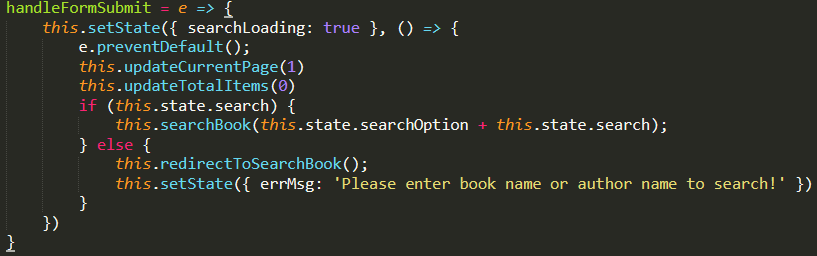 handleFormSubmit = e => {
    this.setState({ searchLoading: true }, () => {
        e.preventDefault();
        this.updateCurrentPage(1)
        this.updateTotalItems(0)
        if (this.state.search) {
            this.searchBook(this.state.searchOption + this.state.search);
        } else {
            this.redirectToSearchBook();
            this.setState({ errMsg: 'Please enter book name or author name to search!' })
        }
    })
}